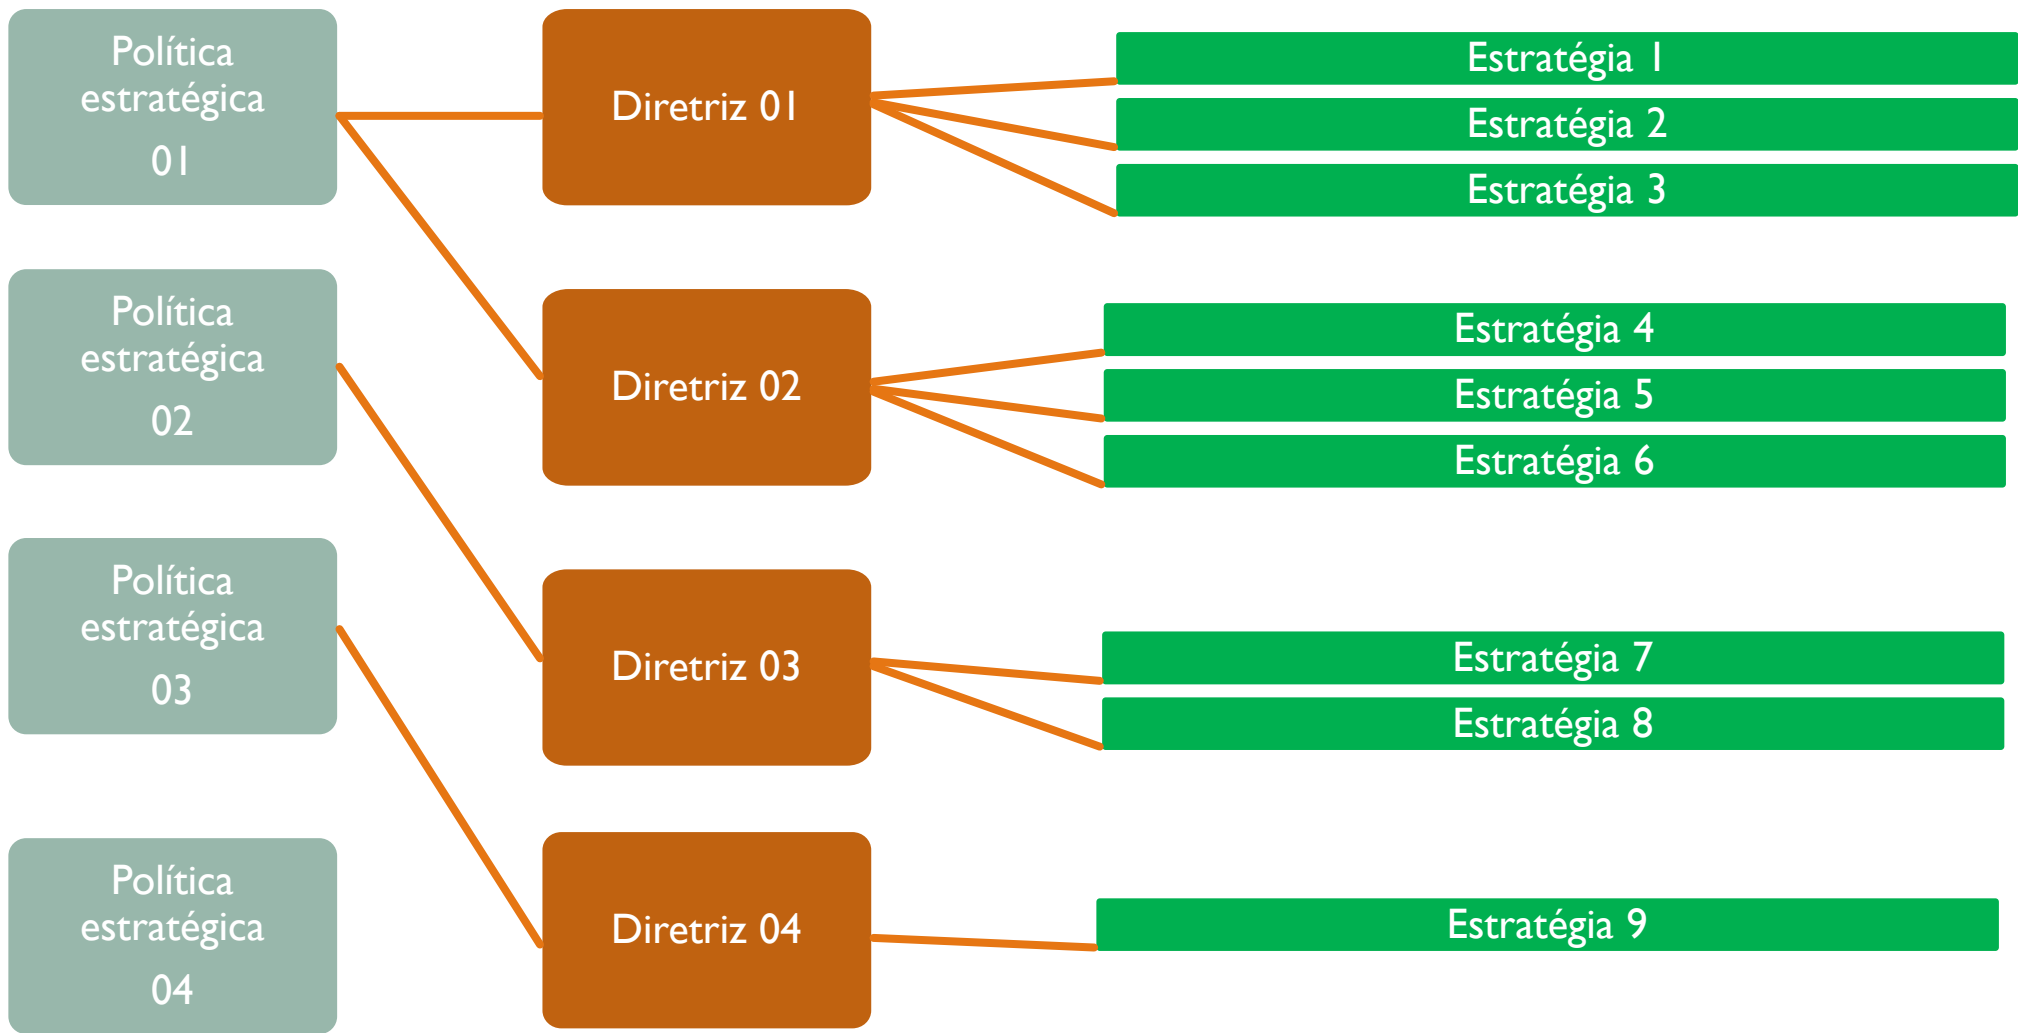 Política
estratégica
01
Diretriz 01
Estratégia 1
Estratégia 2
Estratégia 3
Política
estratégica
02
Diretriz 02
Estratégia 4
Estratégia 5
Estratégia 6
Política
estratégica
03
Diretriz 03
Estratégia 7
Estratégia 8
Política
estratégica
04
Diretriz 04
Estratégia 9